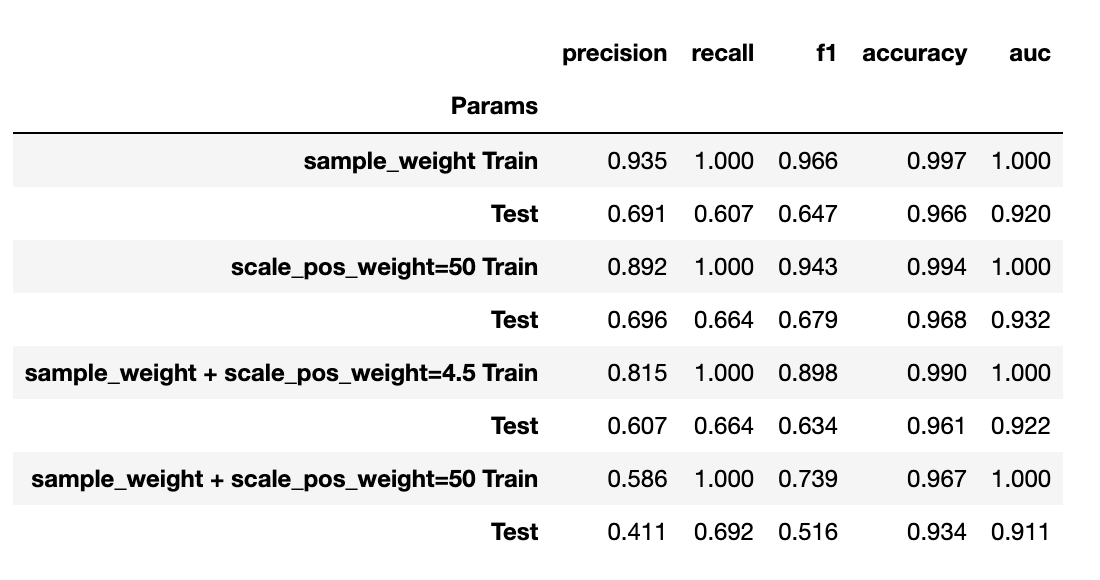 precision recall f1 accuracy auc
Params
sample_weight Train 0.935 1.000 0.966 0.997 1.000
Test 0.691 0.607 0.647 0.966 0.920
scale_pos_weight=50 Train 0.892 1.000 0.943 0.994 1.000
Test 0.696 0.664 0.679 0.968 0.932
sample_weight + scale_pos_weight=4.5 Train 0.815 1.000 0.898 0.990 1.000
Test 0.607 0.664 0.634 0.961 0.922
sample_weight + scale_pos_weight=50 Train 0.586 1.000 0.739 0.967 1.000
Test 0.411 0.692 0.516 0.934 0.911